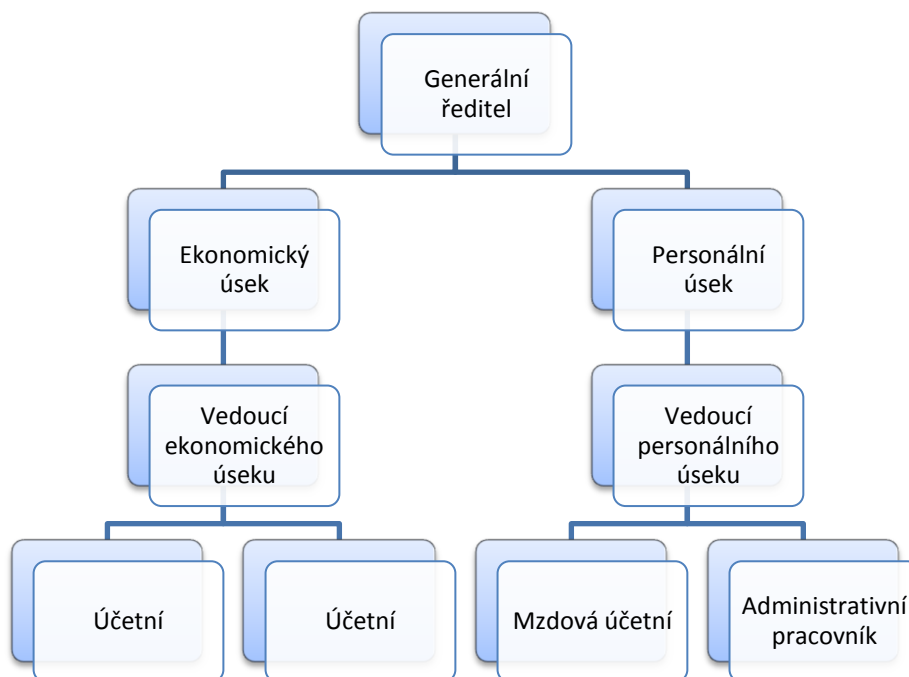 Generální
ředitel
Ekonomický
úsek
Personální
úsek
Vedoucí
ekonomického
úseku
Vedoucí
personálního
úseku
Účetní
Účetní
Mzdová účetní
Administrativní
pracovník